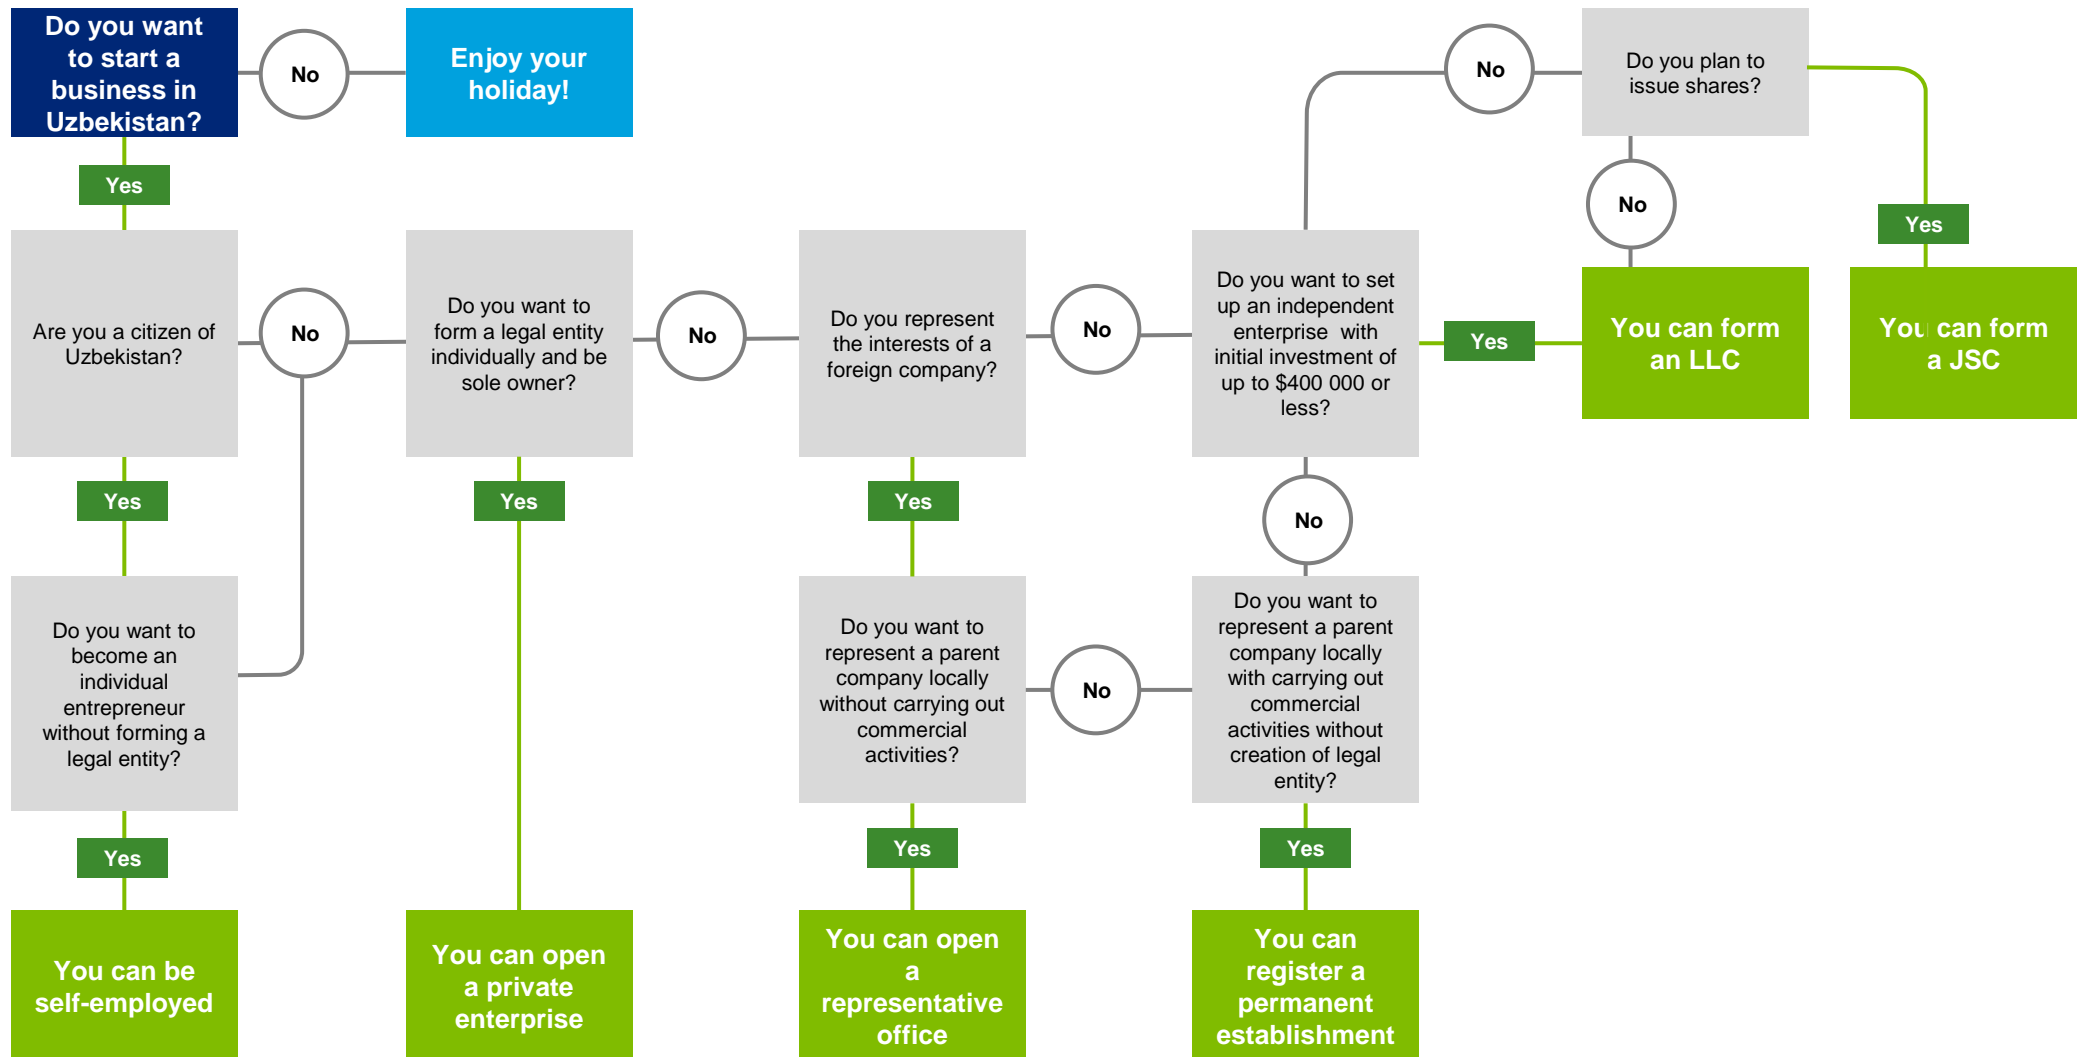 Do you want
to start a
business in
Uzbekistan?
No
Enjoy your
holiday!
No
Do you plan to
issue shares?
Yes
No
Yes
Are you a citizen of
Uzbekistan?
No
Do you want to
form a legal entity
individually and be
sole owner?
No
Do you represent
the interests of a
foreign company?
No
Do you want to set
up an independent
enterprise with
initial investment of
up to $400 000 or
less?
Yes
You can form
an LLC
You can form
a JSC
Yes
Yes
Yes
No
Do you want to
become an
individual
entrepreneur
without forming a
legal entity?
Do you want to
represent a parent
company locally
without carrying out
commercial
activities?
No
Do you want to
represent a parent
company locally
with carrying out
commercial
activities without
creation of legal
entity?
Yes
Yes
Yes
You can be
self-employed
You can open
a private
enterprise
You can open
a
representative
office
You can
register a
permanent
establishment